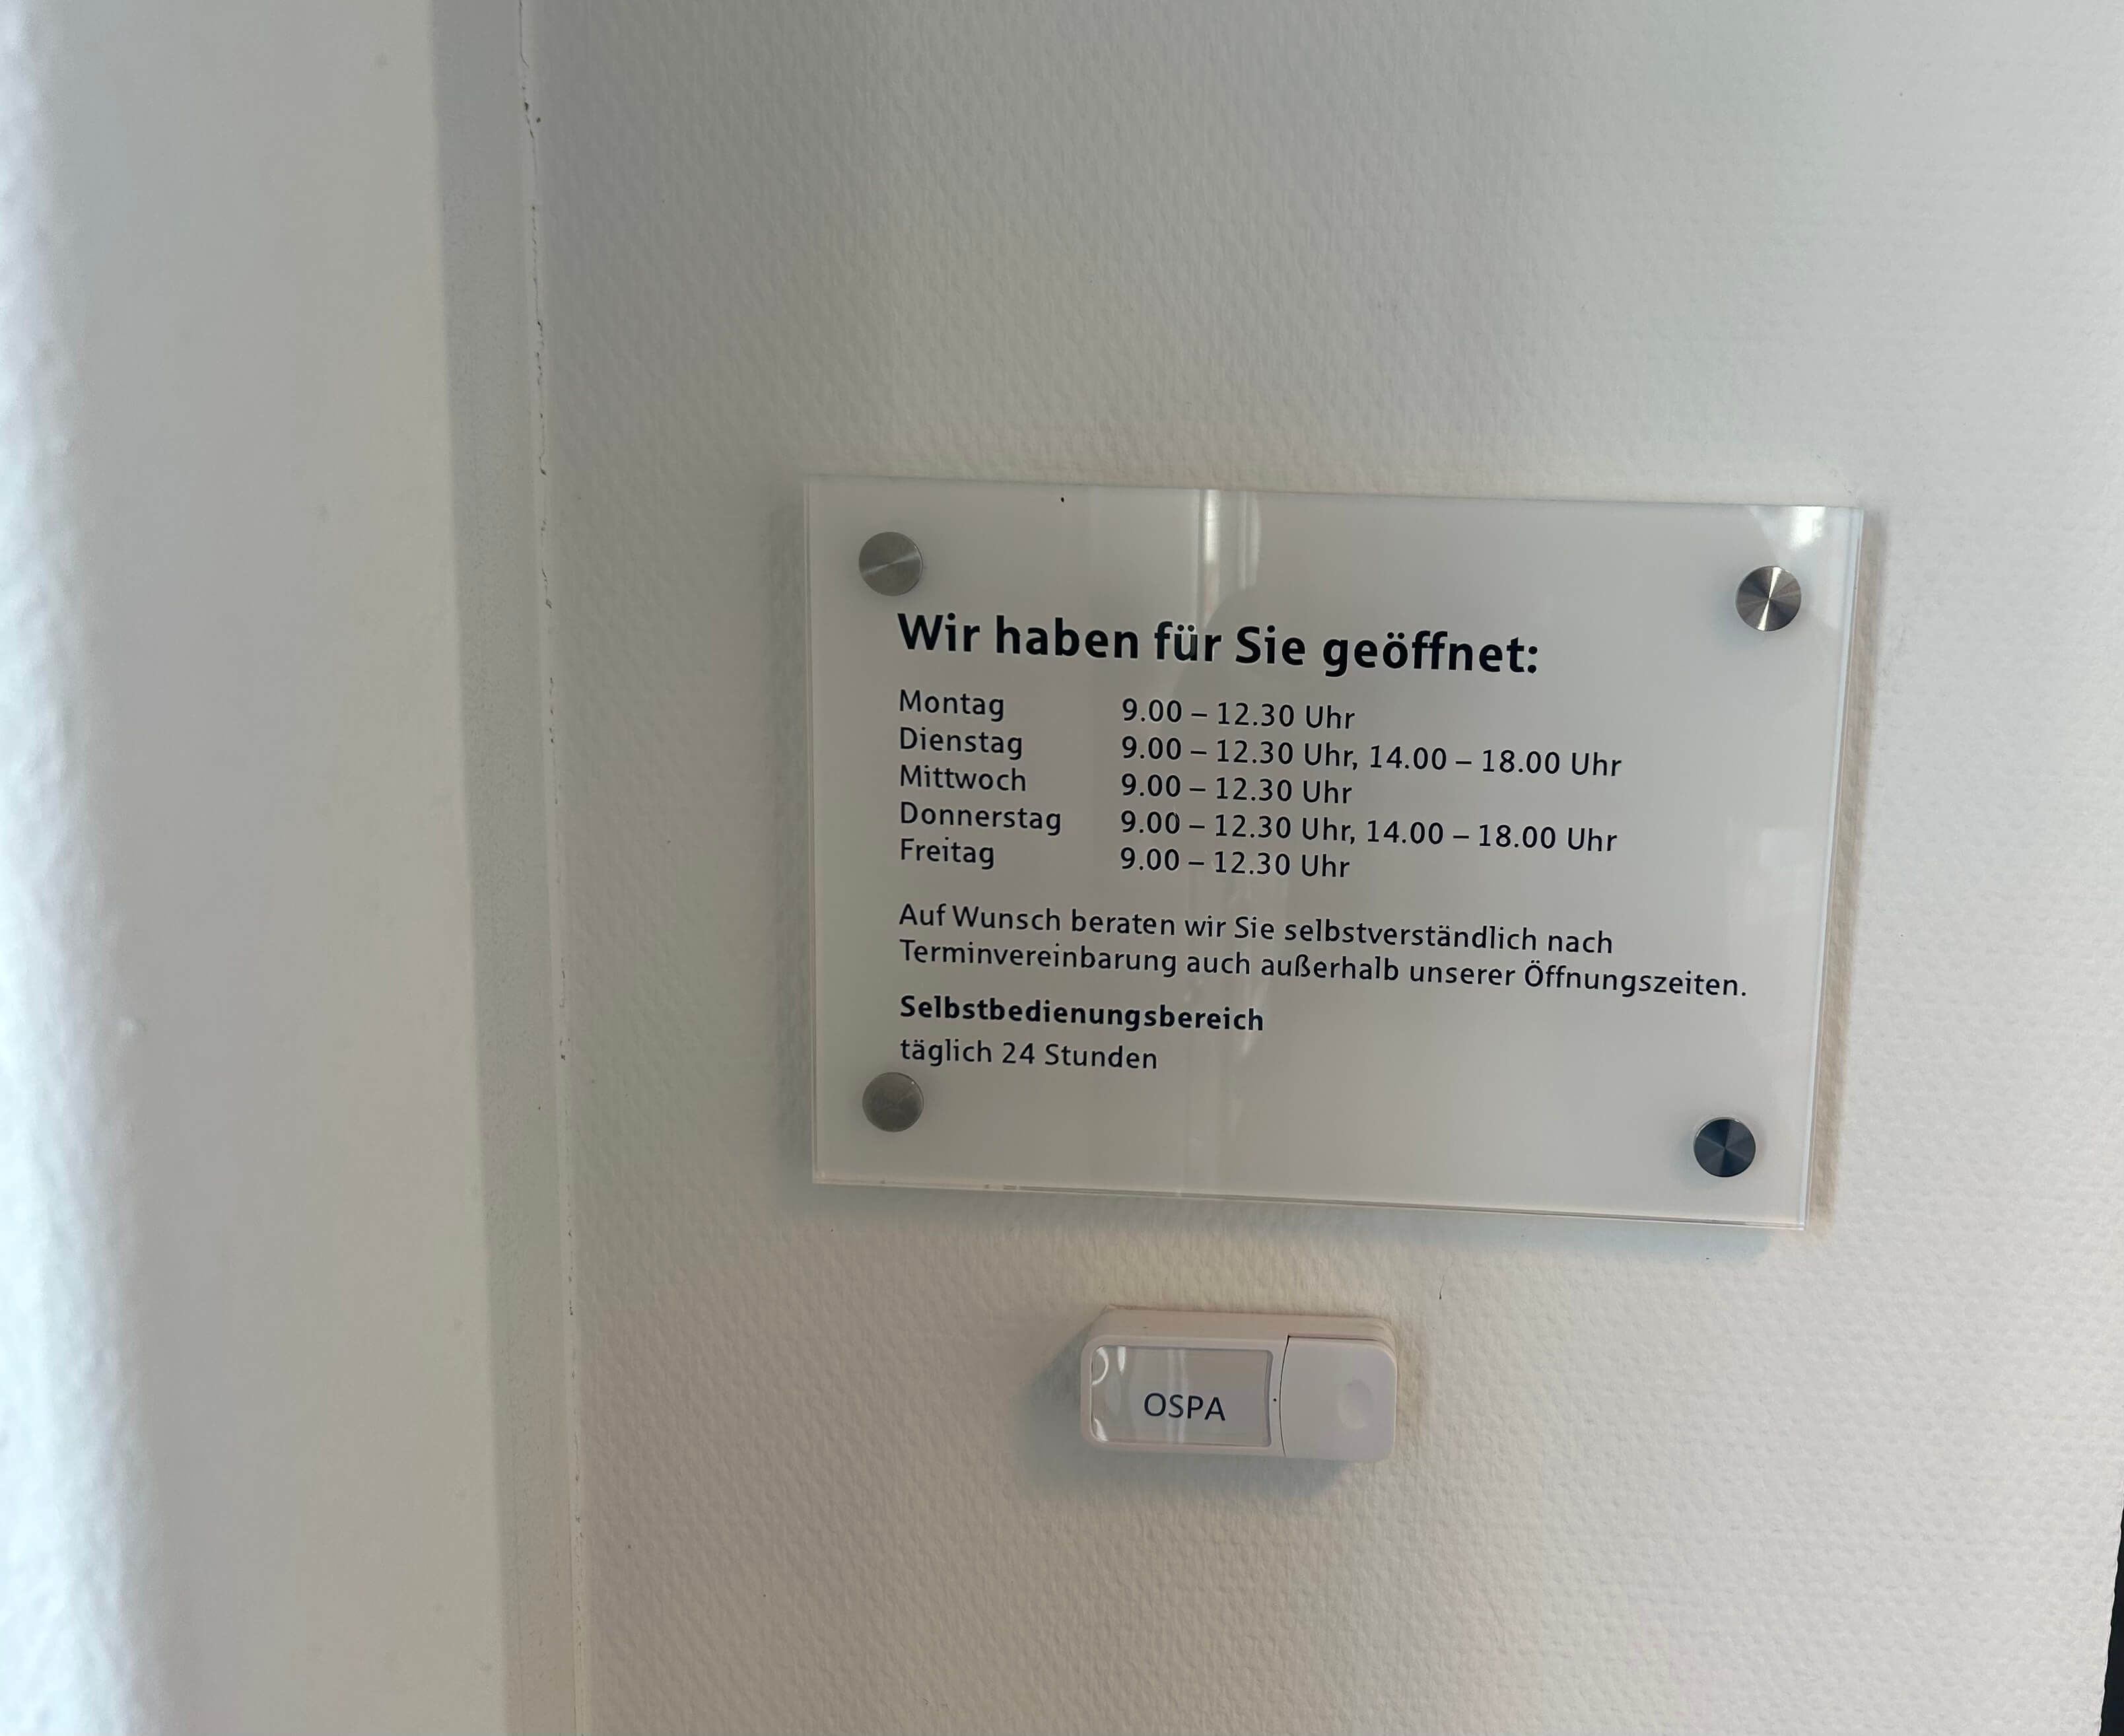 Wir haben für Sie geöffnet:
Montag 9.00 – 12.30 Uhr
Dienstag 9.00 – 12.30 Uhr, 14.00 – 18.00 Uhr
Mittwoch 9.00 – 12.30 Uhr
Donnerstag 9.00 – 12.30 Uhr, 14.00 – 18.00 Uhr
Freitag 9.00 – 12.30 Uhr
Auf Wunsch beraten wir Sie selbstverständlich nach
Terminvereinbarung auch außerhalb unserer Öffnungszeiten.
Selbstbedienungsbereich
täglich 24 Stunden
OSPA